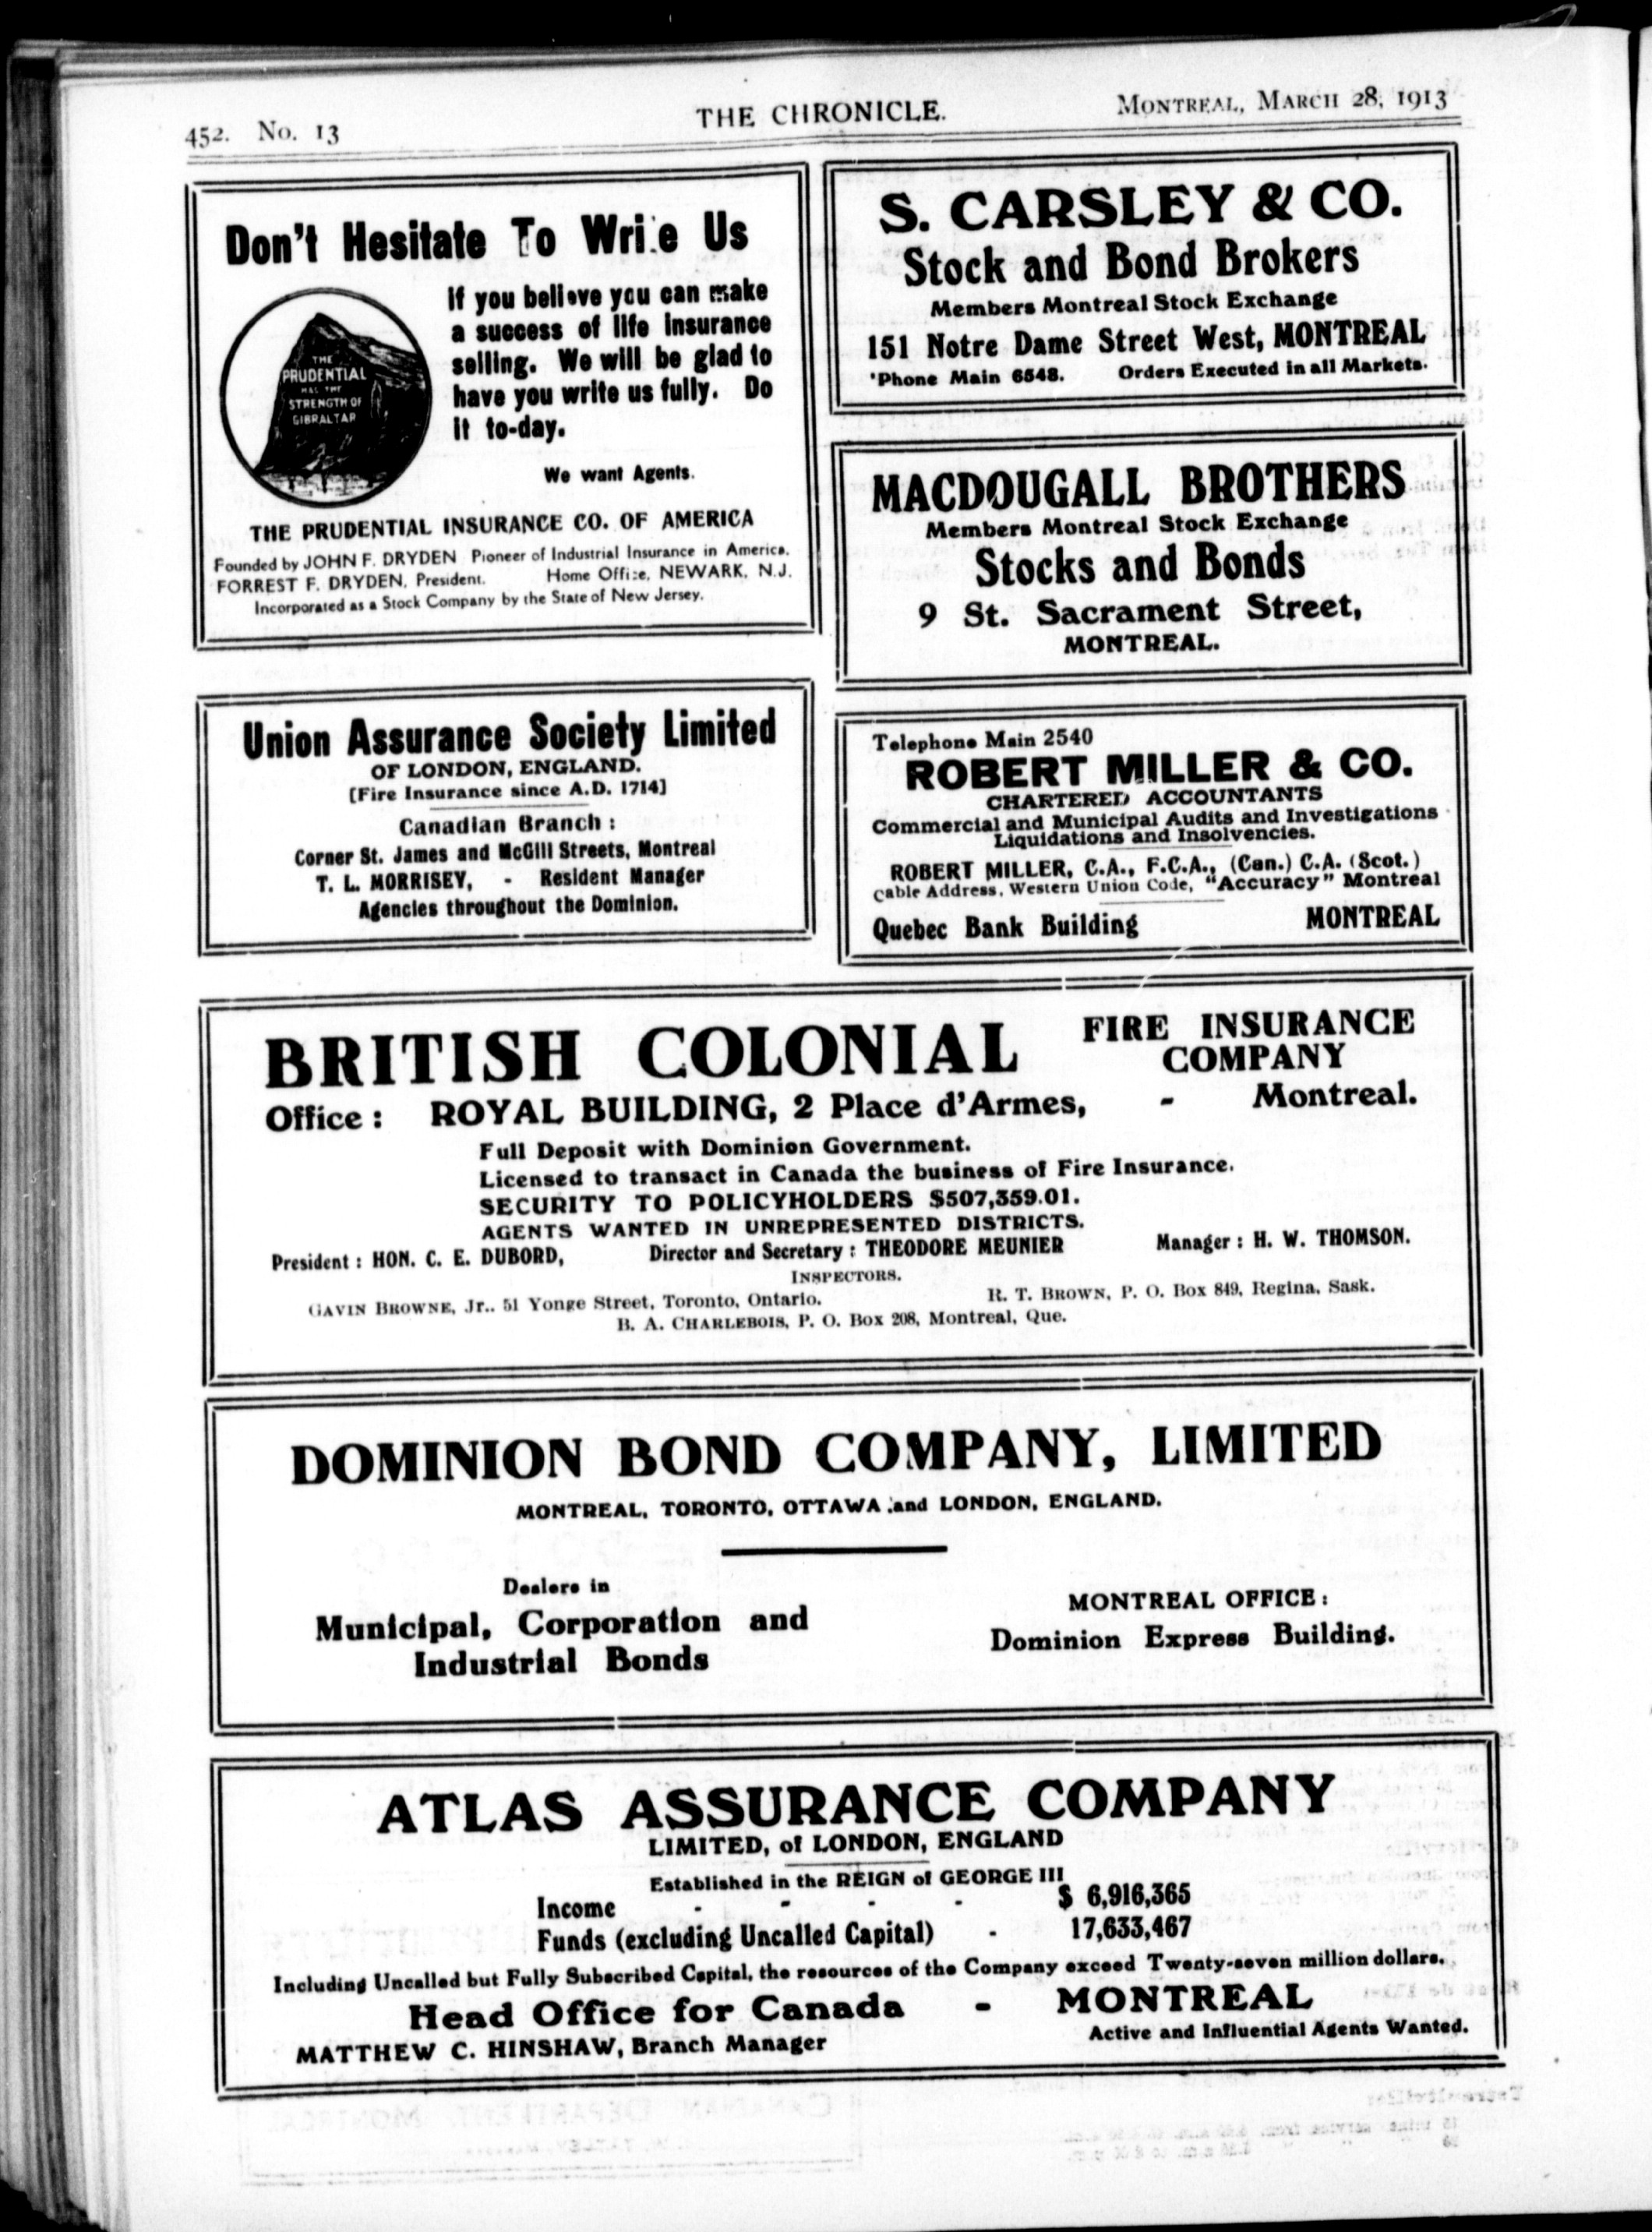 452. No. 13
THE CHRONICLE.
MONTREAL, MARCH 28, 1913
Don't Hesitate To Wri.e Us
If you believe you can make
a success of life insurance
selling. We will be glad to
have you write us fully. Do
it to-day.
THE
PRUDENTIAL
HAS THE
STRENGTH OF
GIBRALTAR
We want Agents.
THE PRUDENTIAL INSURANCE CO. OF AMERICA
Founded by JOHN F. DRYDEN Pioneer of Industrial Insurance in America.
FORREST F. DRYDEN, President. Home Office, NEWARK, N.J.
Incorporated as a Stock Company by the State of New Jersey.
S. CARSLEY & CO.
Stock and Bond Brokers
Members Montreal Stock Exchange
151 Notre Dame Street West, MONTREAL
'Phone Main 6548. Orders Executed in all Markets.
MACDOUGALL BROTHERS
Members Montreal Stock Exchange
Stocks and Bonds
9 St. Sacrament Street,
MONTREAL.
Union Assurance Society Limited
OF LONDON, ENGLAND.
[Fire Insurance since A.D. 1714]
Canadian Branch :
Corner St. James and McGill Streets, Montreal
T. L. MORRISEY, - Resident Manager
Agencies throughout the Dominion.
Telephone Main 2540
ROBERT MILLER & CO.
CHARTERED ACCOUNTANTS
Commercial and Municipal Audits and Investigations
Liquidations and Insolvencies.
ROBERT MILLER, C.A., F.C.A., (Can.) C.A. (Scot.)
Cable Address, Western Union Code, "Accuracy" Montreal
Quebec Bank Building MONTREAL
BRITISH COLONIAL FIRE INSURANCE
COMPANY
Office : ROYAL BUILDING, 2 Place d'Armes, - Montreal.
Full Deposit with Dominion Government.
Licensed to transact in Canada the business of Fire Insurance.
SECURITY TO POLICYHOLDERS $507,359.01.
AGENTS WANTED IN UNREPRESENTED DISTRICTS.
President : HON. C. E. DUBORD, Director and Secretary : THEODORE MEUNIER Manager : H. W. THOMSON.
INSPECTORS.
GAVIN BROWNE, Jr., 51 Yonge Street, Toronto, Ontario. R. T. BROWN, P. O. Box 849, Regina, Sask.
B. A. CHARLEBOIS, P. O. Box 208, Montreal, Que.
DOMINION BOND COMPANY, LIMITED
MONTREAL, TORONTO, OTTAWA and LONDON, ENGLAND.
Dealers in
Municipal, Corporation and
Industrial Bonds
MONTREAL OFFICE :
Dominion Express Building.
ATLAS ASSURANCE COMPANY
LIMITED, of LONDON, ENGLAND
Established in the REIGN of GEORGE III
Income - - - - $ 6,916,365
Funds (excluding Uncalled Capital) - 17,633,467
Including Uncalled but Fully Subscribed Capital, the resources of the Company exceed Twenty-seven million dollars.
Head Office for Canada - MONTREAL
MATTHEW C. HINSHAW, Branch Manager Active and Influential Agents Wanted.